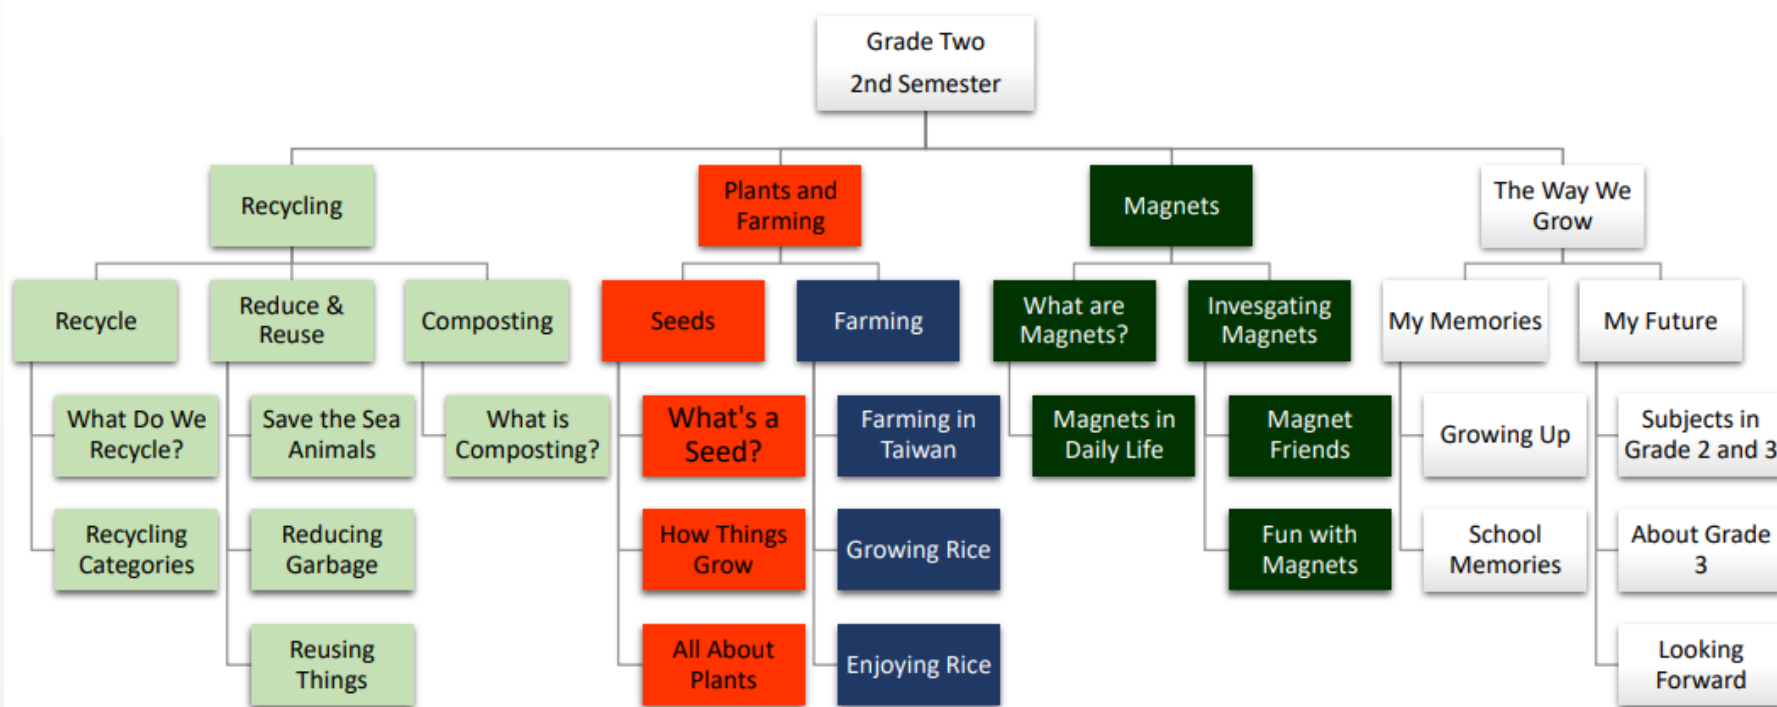 Grade Two
2nd Semester
Recycling
Plants and
Farming
Magnets
The Way We
Grow
Recycle
Reduce &
Reuse
Composting
Seeds
Farming
What are
Magnets?
Invesgating
Magnets
My Memories
My Future
What Do We
Recycle?
Save the Sea
Animals
What is
Composting?
What's a
Seed?
Farming in
Taiwan
Magnets in
Daily Life
Magnet
Friends
Growing Up
Subjects in
Grade 2 and 3
Recycling
Categories
Reducing
Garbage
How Things
Grow
Growing Rice
Fun with
Magnets
School
Memories
About Grade
3
Reusing
Things
All About
Plants
Enjoying Rice
Looking
Forward